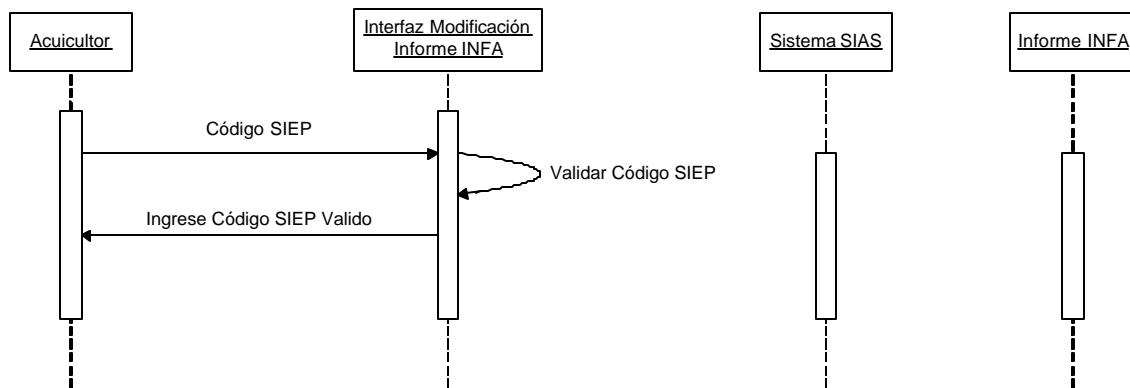 Acuicultor
Interfaz Modificación
Informe INFA
Sistema SIAS
Informe INFA
Código SIEP
Validar Código SIEP
Ingrese Código SIEP Valido